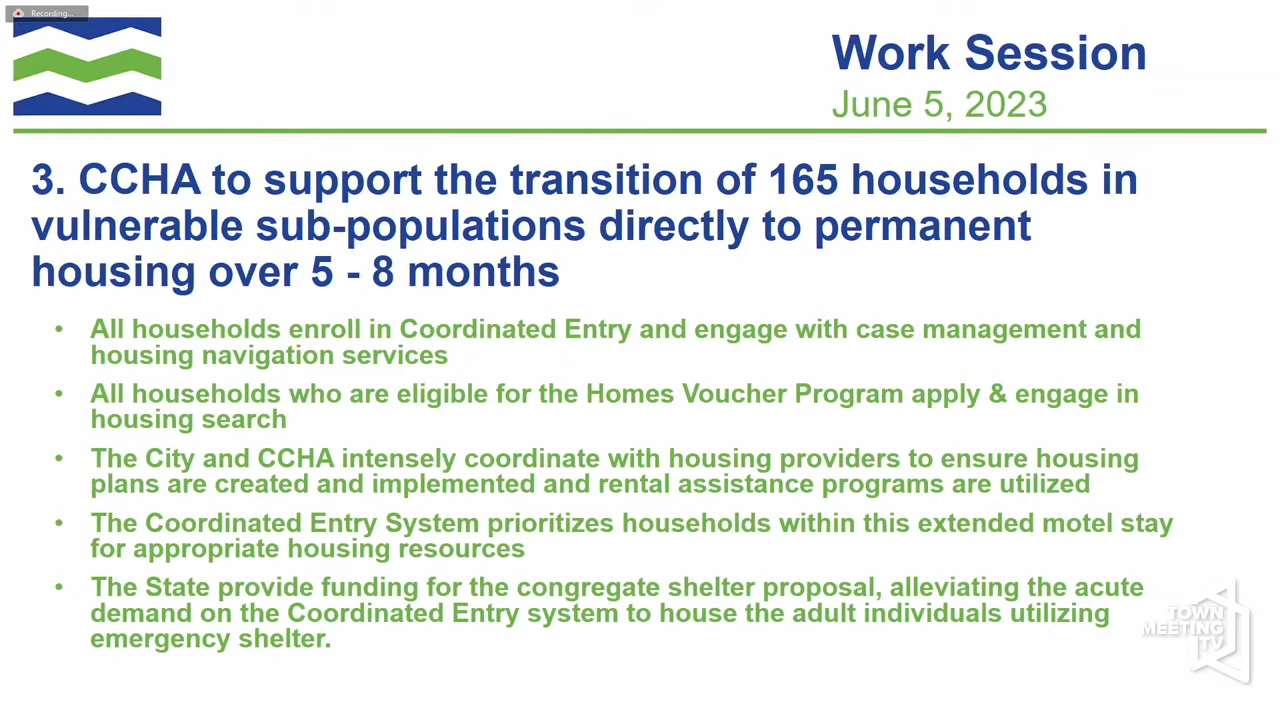 Recording...
Work Session
June 5, 2023
3. CCHA to support the transition of 165 households in
vulnerable sub-populations directly to permanent
housing over 5 - 8 months
• All households enroll in Coordinated Entry and engage with case management and
housing navigation services
• All households who are eligible for the Homes Voucher Program apply & engage in
housing search
• The City and CCHA intensely coordinate with housing providers to ensure housing
plans are created and implemented and rental assistance programs are utilized
• The Coordinated Entry System prioritizes households within this extended motel stay
for appropriate housing resources
• The State provide funding for the congregate shelter proposal, alleviating the acute
demand on the Coordinated Entry system to house the adult individuals utilizing
emergency shelter.
TOWN
MEETING
TV